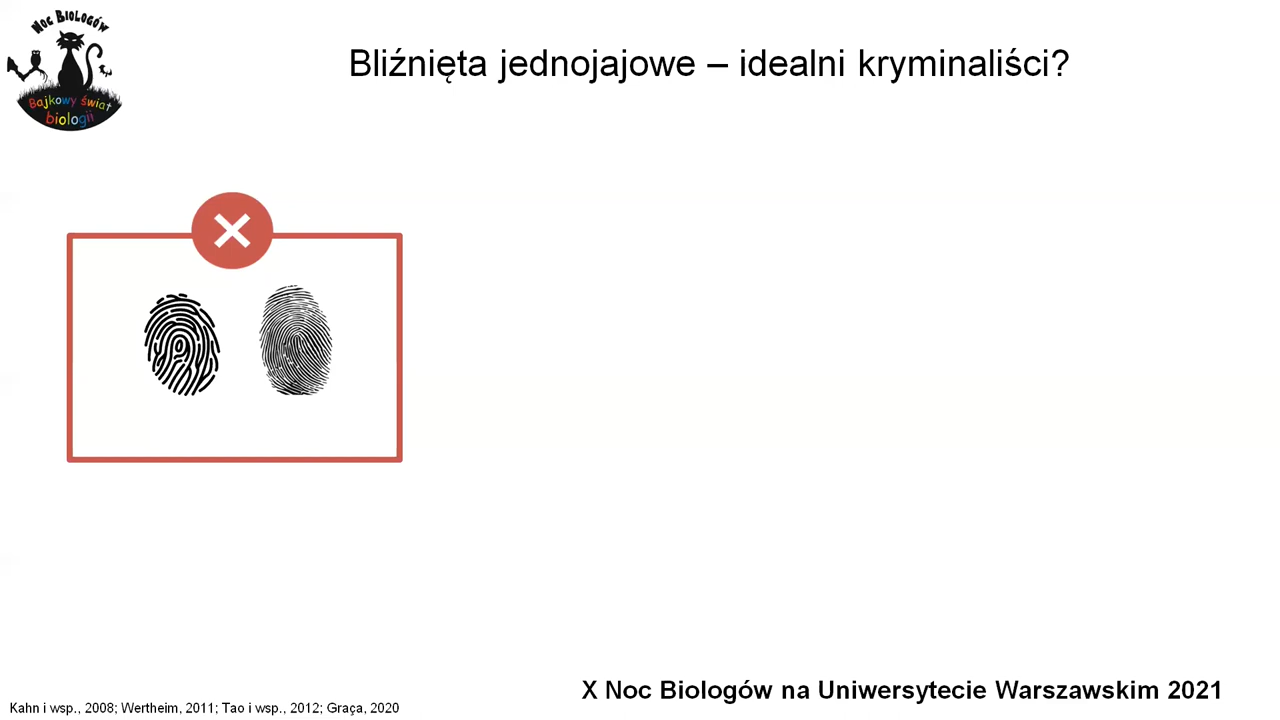 Noc Biologów
Bajkowy świat
biologii
Bliźnięta jednojajowe – idealni kryminaliści?
X Noc Biologów na Uniwersytecie Warszawskim 2021
Kahn i wsp., 2008; Wertheim, 2011; Tao i wsp., 2012; Graça, 2020